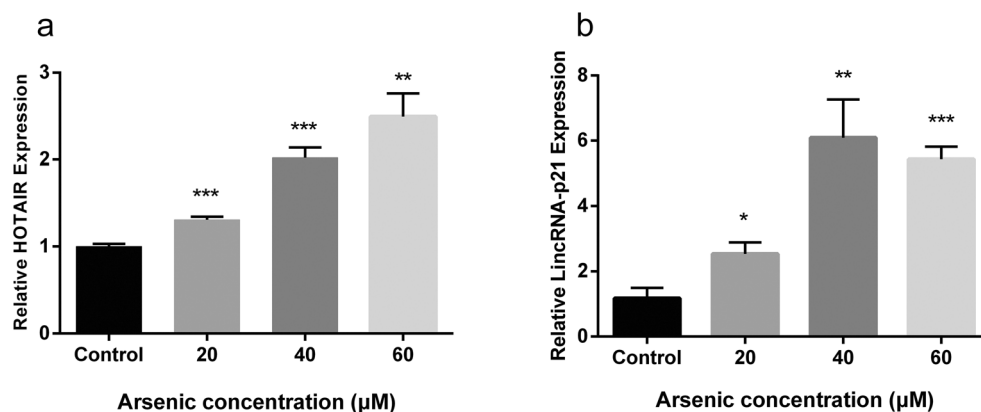 a
Relative HOTAIR Expression
3
2
1
0
***
***
**
Control 20 40 60
Arsenic concentration (µM)
b
Relative LincRNA-p21 Expression
8
6
4
2
0
*
**
***
Control 20 40 60
Arsenic concentration (µM)